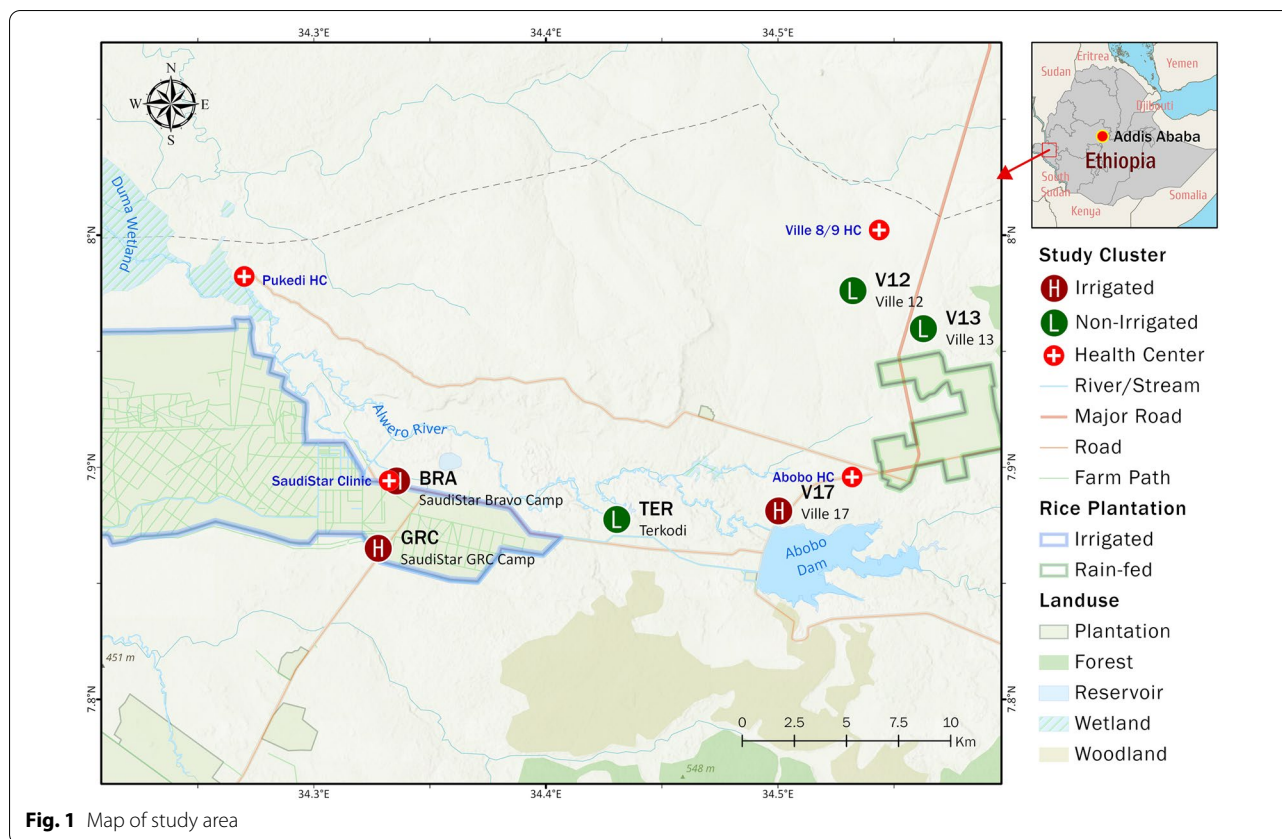 34.3°E
34.4°E
34.5°E
N
W
E
S
8°N
8°N
7.9°N
7.9°N
7.8°N
7.8°N
Duma Wetland
Pukedi HC
Ville 8/9 HC
L
V12
Ville 12
L
V13
Ville 13
Alwero River
SaudiStar Clinic
BRA
SaudiStar Bravo Camp
H
GRC
SaudiStar GRC Camp
L
TER
Terkodi
Abobo HC
H
V17
Ville 17
Abobo
Dam
451 m
548 m
0
2.5
5
7.5
10
Km
34.3°E
34.4°E
34.5°E
Eritrea
Sudan
Yemen
Djibouti
Addis Ababa
Ethiopia
South
Sudan
Somalia
Kenya
Study Cluster
H Irrigated
L Non-Irrigated
Health Center
River/Stream
Major Road
Road
Farm Path
Rice Plantation
Irrigated
Rain-fed
Landuse
Plantation
Forest
Reservoir
Wetland
Woodland
Fig. 1 Map of study area